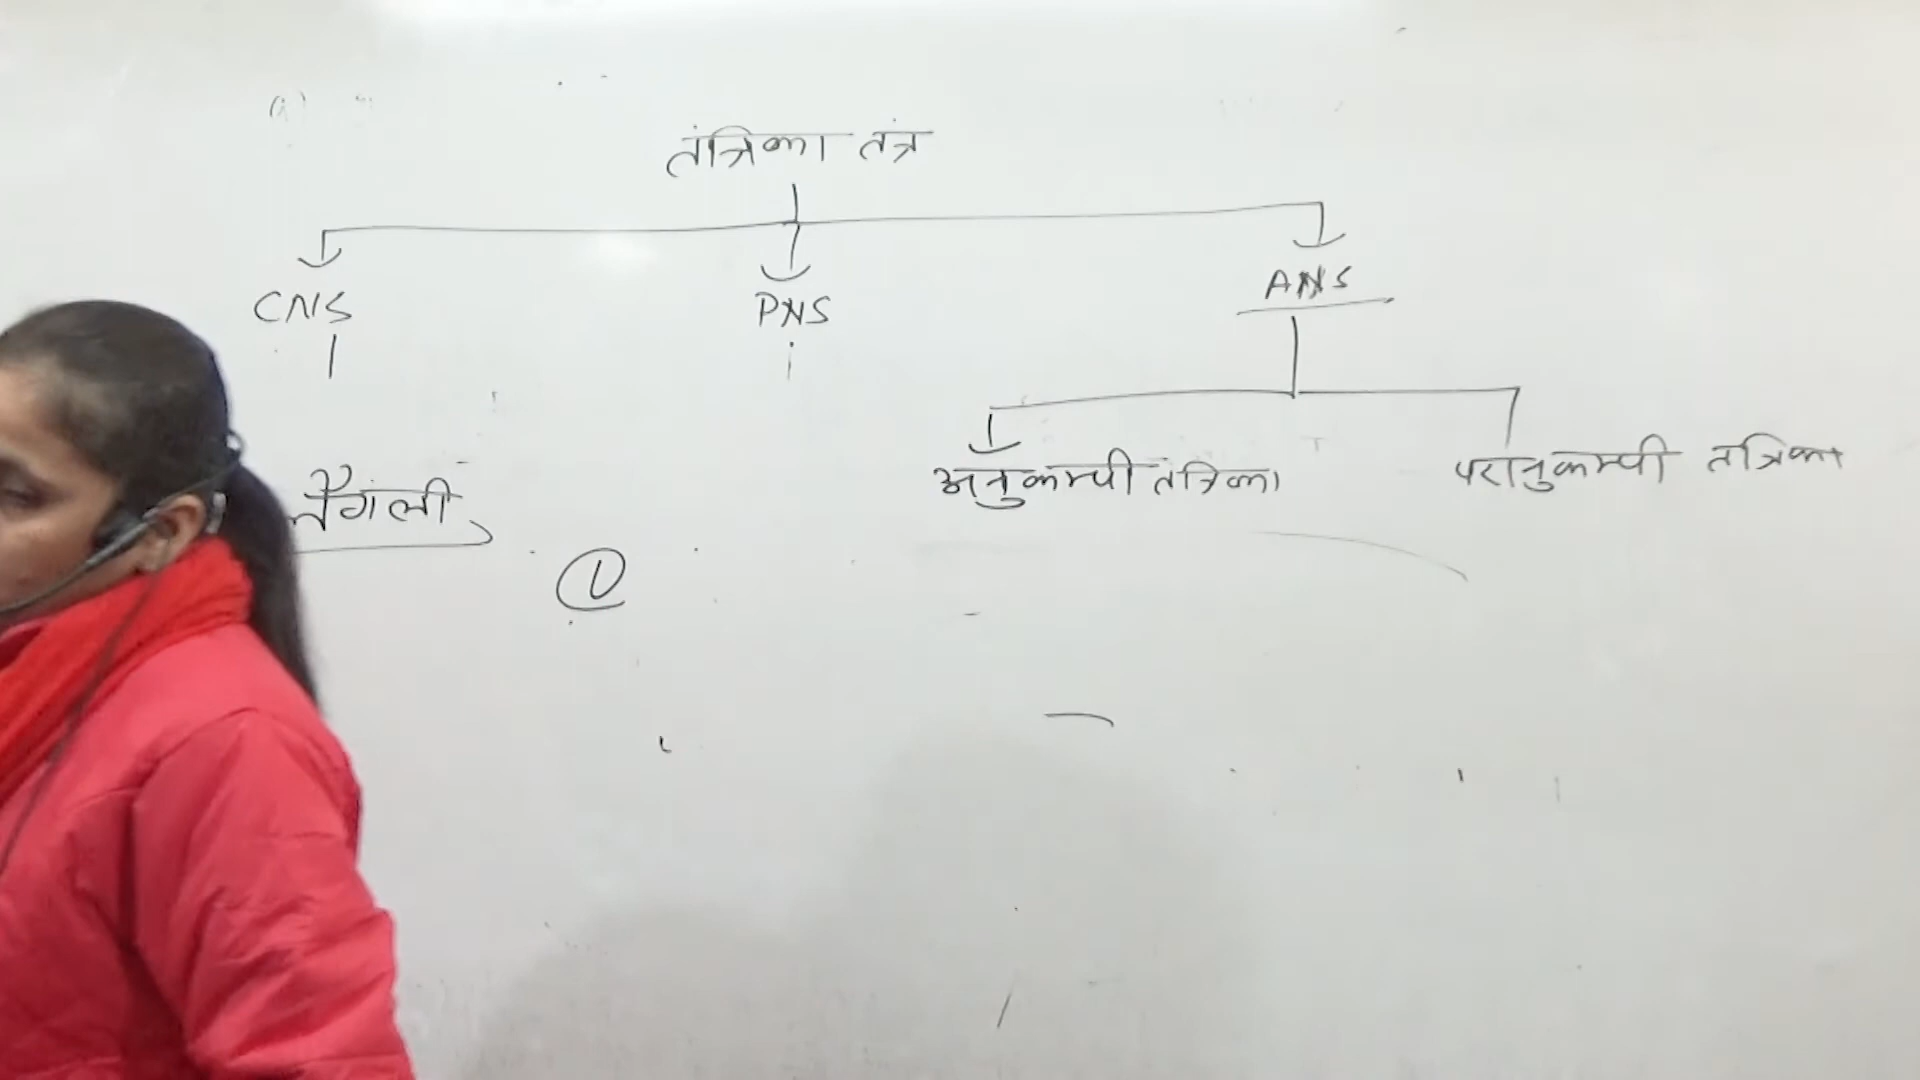 तंत्रिका तंत्र
CNS PNS ANS
अनुकम्पी तंत्रिका परानुकम्पी तंत्रिका